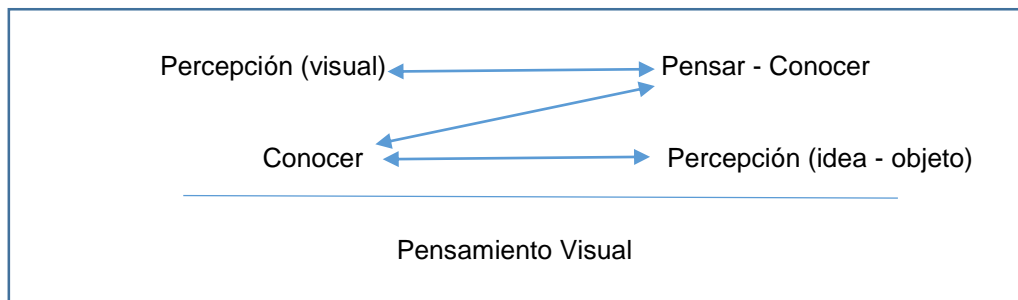 Percepción (visual) Pensar - Conocer
Conocer Percepción (idea - objeto)
Pensamiento Visual